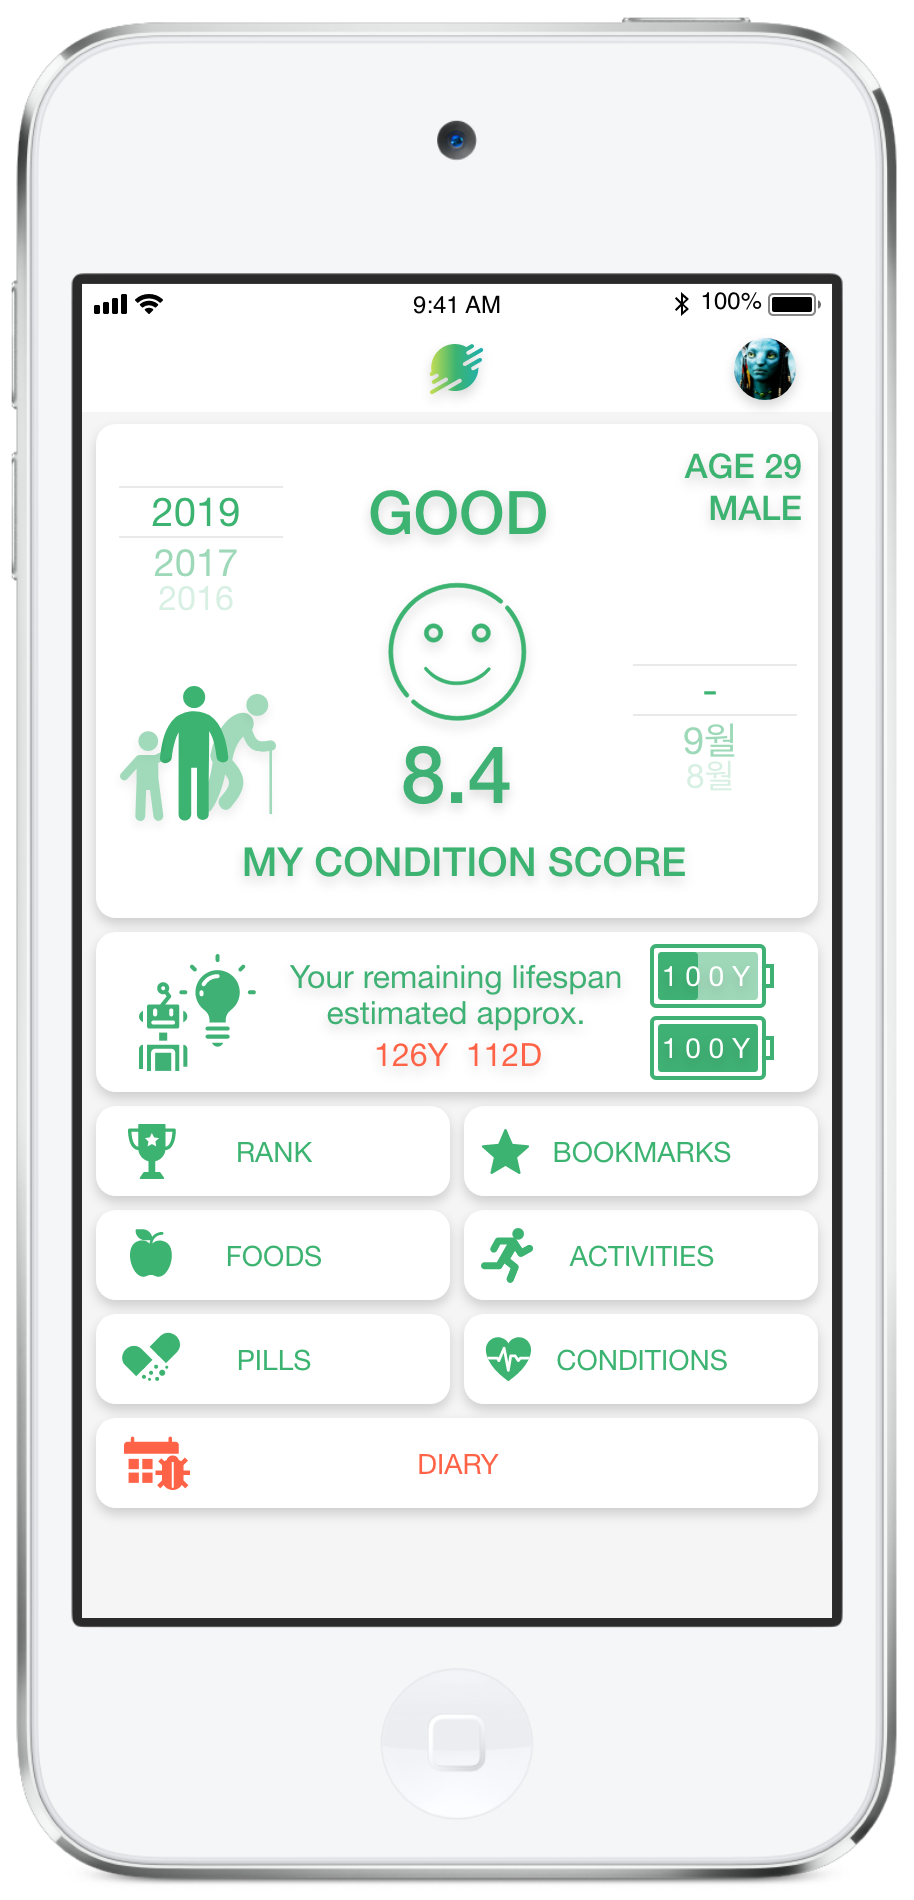 9:41 AM
100%
AGE 29
MALE
2019
2017
2016
GOOD
-
9월
8월
8.4
MY CONDITION SCORE
Your remaining lifespan
estimated approx.
126Y 112D
100Y
100Y
RANK
BOOKMARKS
FOODS
ACTIVITIES
PILLS
CONDITIONS
DIARY